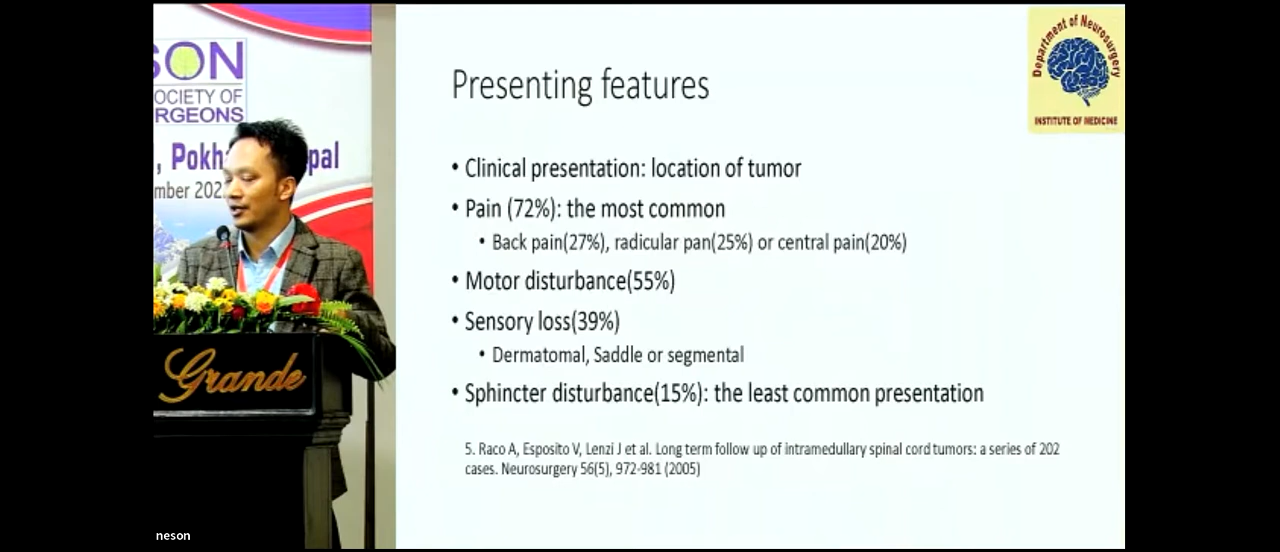 SON
OCIETY OF
RGEONS
, Pokh pal
mber 202
Grande
neson
Department of Neurosurgery
INSTITUTE OF MEDICINE
Presenting features
• Clinical presentation: location of tumor
• Pain (72%): the most common
• Back pain(27%), radicular pan(25%) or central pain(20%)
• Motor disturbance(55%)
• Sensory loss(39%)
• Dermatomal, Saddle or segmental
• Sphincter disturbance(15%): the least common presentation
5. Raco A, Esposito V, Lenzi J et al. Long term follow up of intramedullary spinal cord tumors: a series of 202
cases. Neurosurgery 56(5), 972-981 (2005)